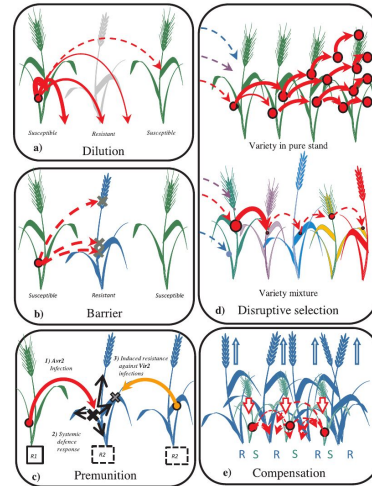 Susceptible Resistant Susceptible
a) Dilution
Variety in pure stand
Susceptible Resistant Susceptible
b) Barrier
Variety mixture
d) Disruptive selection
1) Avr2
Infection
3) Induced resistance
against Vir2
infections
2) Systemic
defence
response
R1 R2 R2
c) Premunition
R S R S R S R
e) Compensation